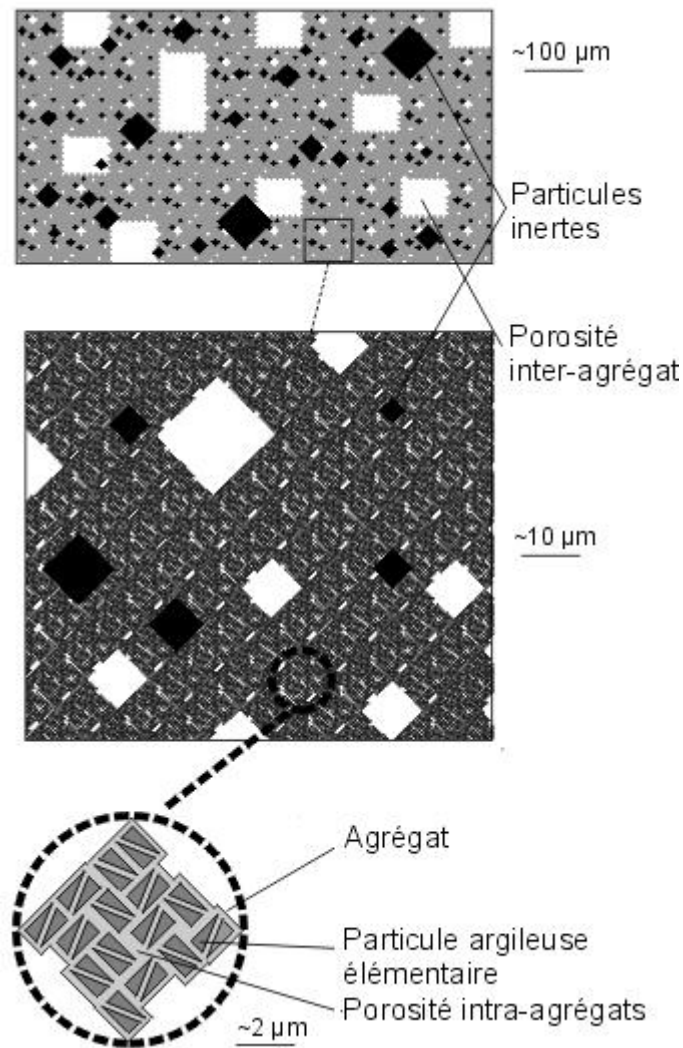 ~100 µm
Particules
inertes
Porosité
inter-agrégat
~10 µm
Agrégat
Particule argileuse
élémentaire
Porosité intra-agrégats
~2 µm